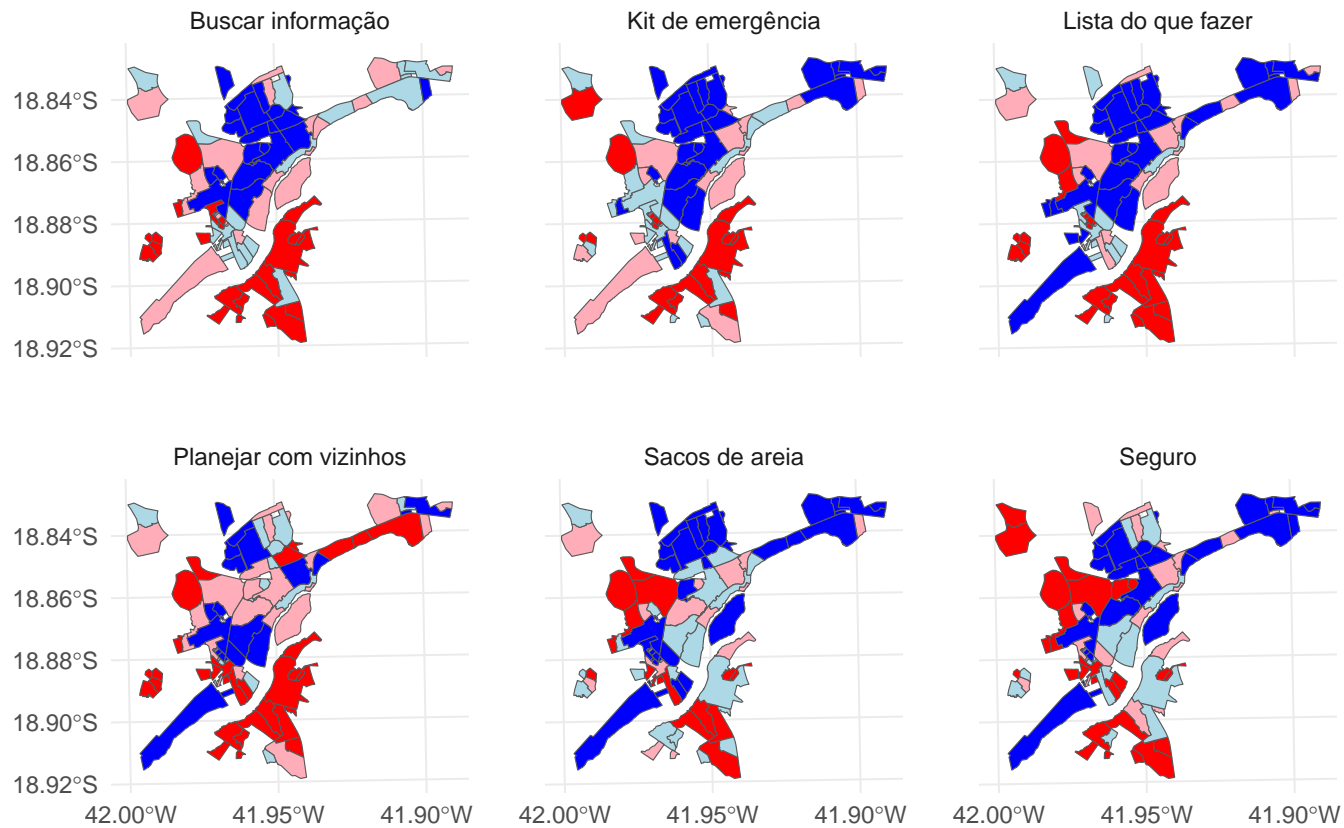 Buscar informação Kit de emergência Lista do que fazer
18.84°S
18.86°S
18.88°S
18.90°S
18.92°S
Planejar com vizinhos Sacos de areia Seguro
18.84°S
18.86°S
18.88°S
18.90°S
18.92°S
42.00°W 41.95°W 41.90°W 42.00°W 41.95°W 41.90°W 42.00°W 41.95°W 41.90°W